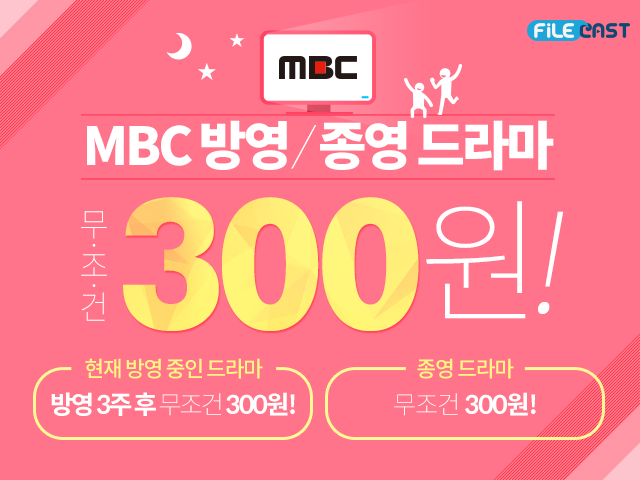 FiLECAST
MBC
MBC 방영/종영 드라마
무·조·건
300원!
현재 방영 중인 드라마
방영 3주 후 무조건 300원!
종영 드라마
무조건 300원!